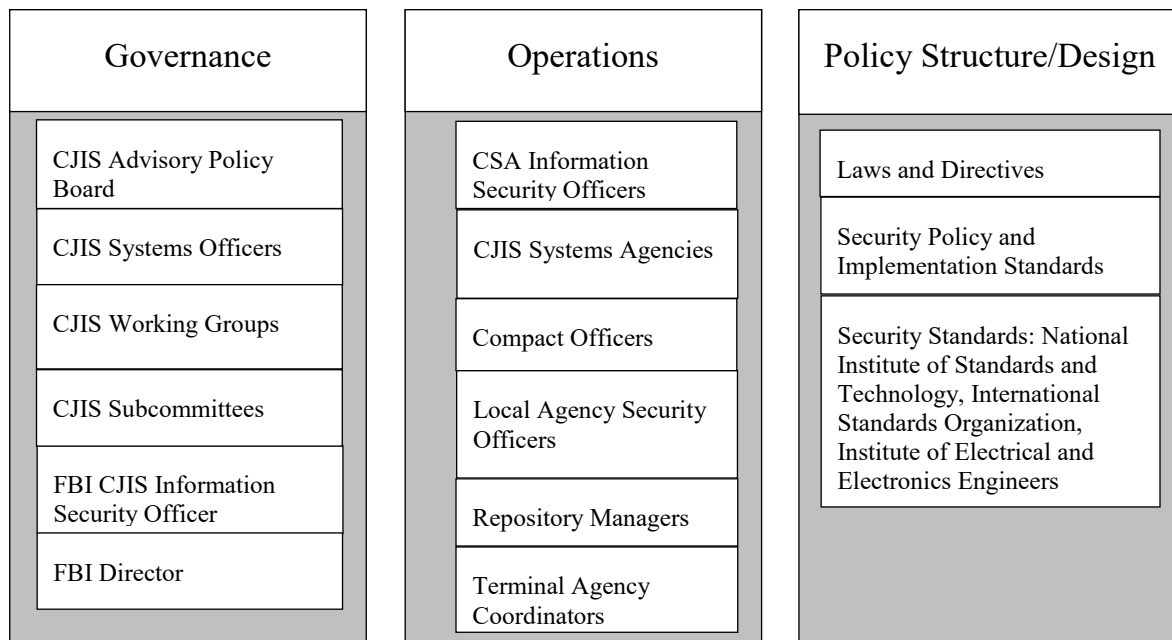 Governance
CJIS Advisory Policy
Board
CJIS Systems Officers
CJIS Working Groups
CJIS Subcommittees
FBI CJIS Information
Security Officer
FBI Director
Operations
CSA Information
Security Officers
CJIS Systems Agencies
Compact Officers
Local Agency Security
Officers
Repository Managers
Terminal Agency
Coordinators
Policy Structure/Design
Laws and Directives
Security Policy and
Implementation Standards
Security Standards: National
Institute of Standards and
Technology, International
Standards Organization,
Institute of Electrical and
Electronics Engineers